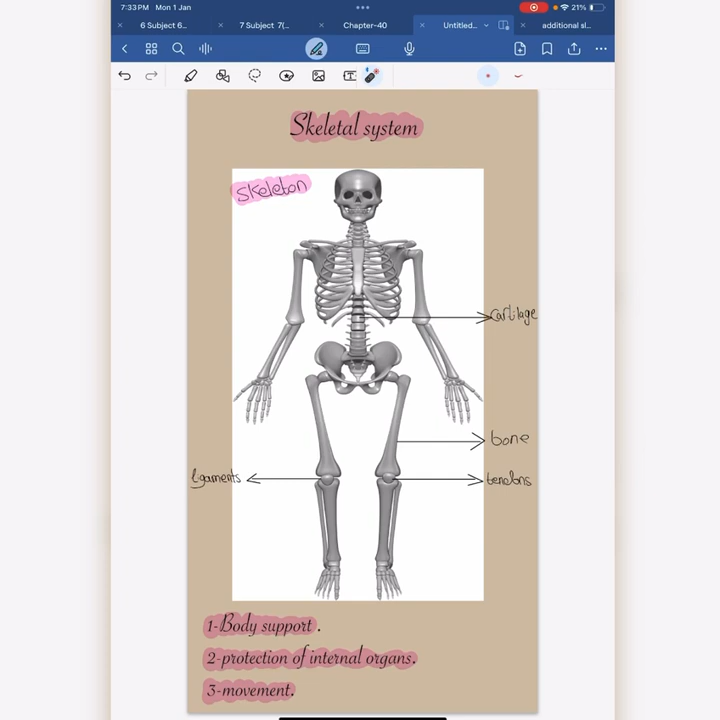 7:33 PM Mon 1 Jan
21%
6 Subject 6...
7 Subject 7(..
Chapter-40
Untitled...
additional sl...
Skeletal system
skeleton
cartilage
bone
ligaments
tendons
1-Body support .
2-protection of internal organs.
3-movement.